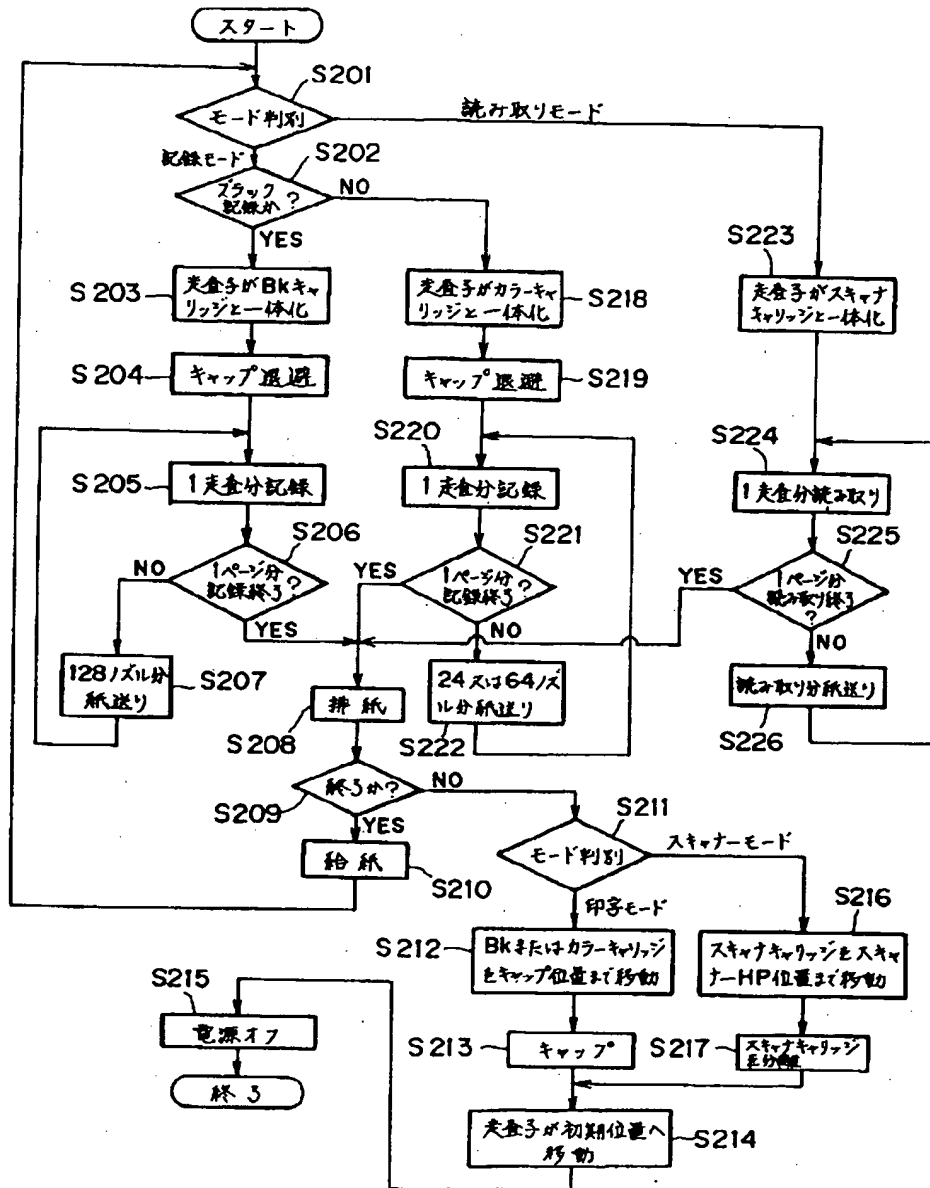 スタート
S201
モード判別
読み取りモード
記録モード
S202
ブラック
記録か?
NO
YES
S203
走査子がBkキャ
リッジと一体化
走査子がカラーキャ
リッジと一体化
S218
S223
走査子がスキャナ
キャリッジと一体化
S204
キャップ退避
キャップ退避
S219
S205
1走査分記録
S220
1走査分記録
S224
1走査分読み取り
S206
1ページ分
記録終了?
NO
YES
S221
1ページ分
記録終了?
YES
NO
S225
1ページ分
読み取り終了
?
YES
NO
128ノズル分
紙送り
S207
排紙
S208
24又は64ノズ
ル分紙送り
S222
読み取り分紙送り
S226
終了か?
S209
NO
YES
給紙
S210
S211
モード判別
スキャナーモード
印字モード
S212
Bkまたはカラーキャリッジ
をキャップ位置まで移動
S216
スキャナキャリッジをスキャ
ナーHP位置まで移動
S213
キャップ
S217
スキャナキャリッジ
を分離
S214
走査子が初期位置へ
移動
S215
電源オフ
終了